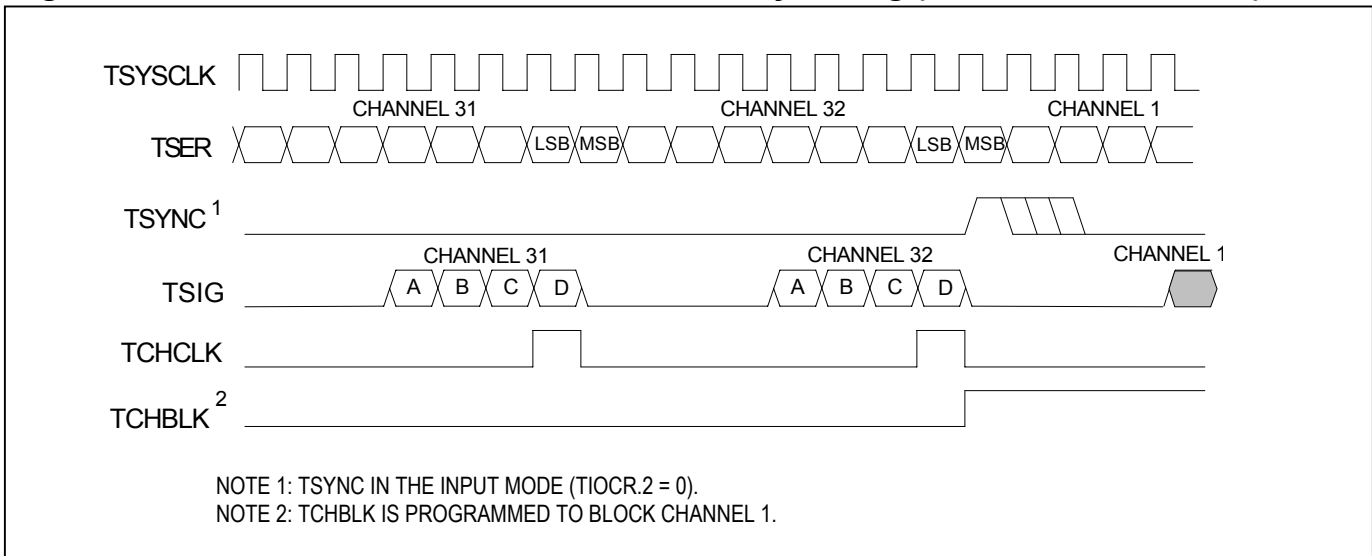 TSYSCLK
CHANNEL 31 CHANNEL 32 CHANNEL 1
TSER LSB MSB LSB MSB
TSYNC 1
CHANNEL 31 CHANNEL 32 CHANNEL 1
TSIG A B C D A B C D
TCHCLK
TCHBLK 2
NOTE 1: TSYNC IN THE INPUT MODE (TIOCR.2 = 0).
NOTE 2: TCHBLK IS PROGRAMMED TO BLOCK CHANNEL 1.